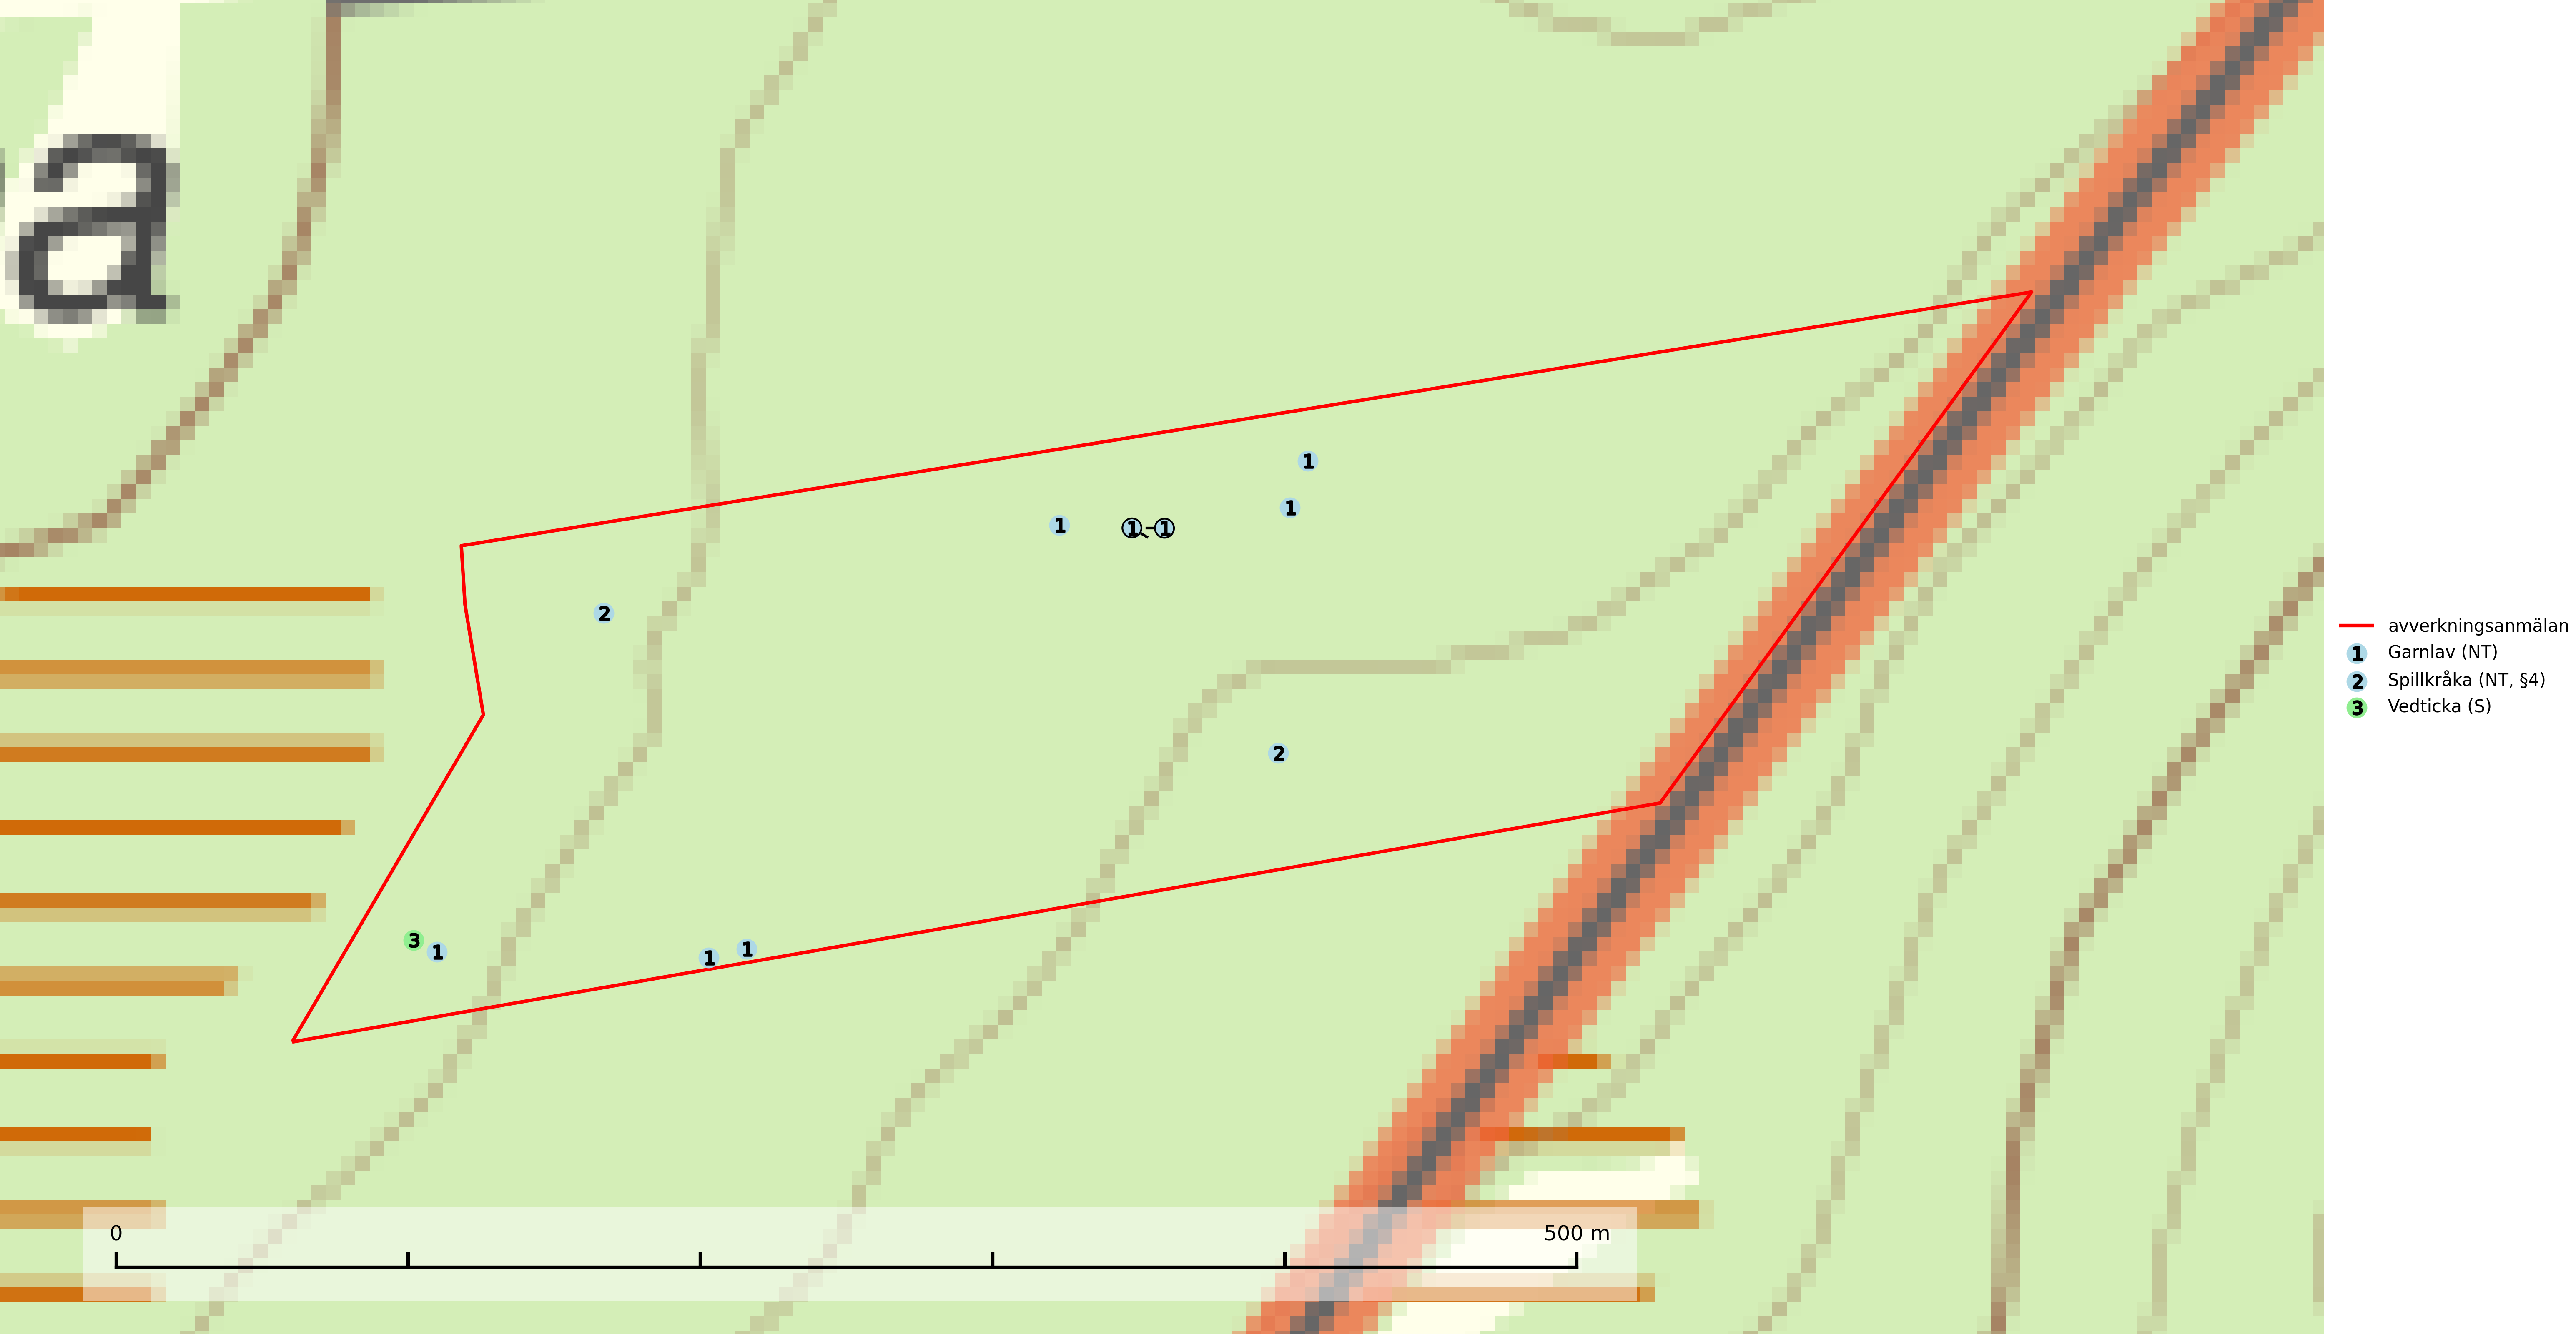 a
1
1
1
1 1
2
2
3
1
1
1
0 500 m
avverkningsanmälan
1 Garnlav (NT)
2 Spillkråka (NT, §4)
3 Vedticka (S)